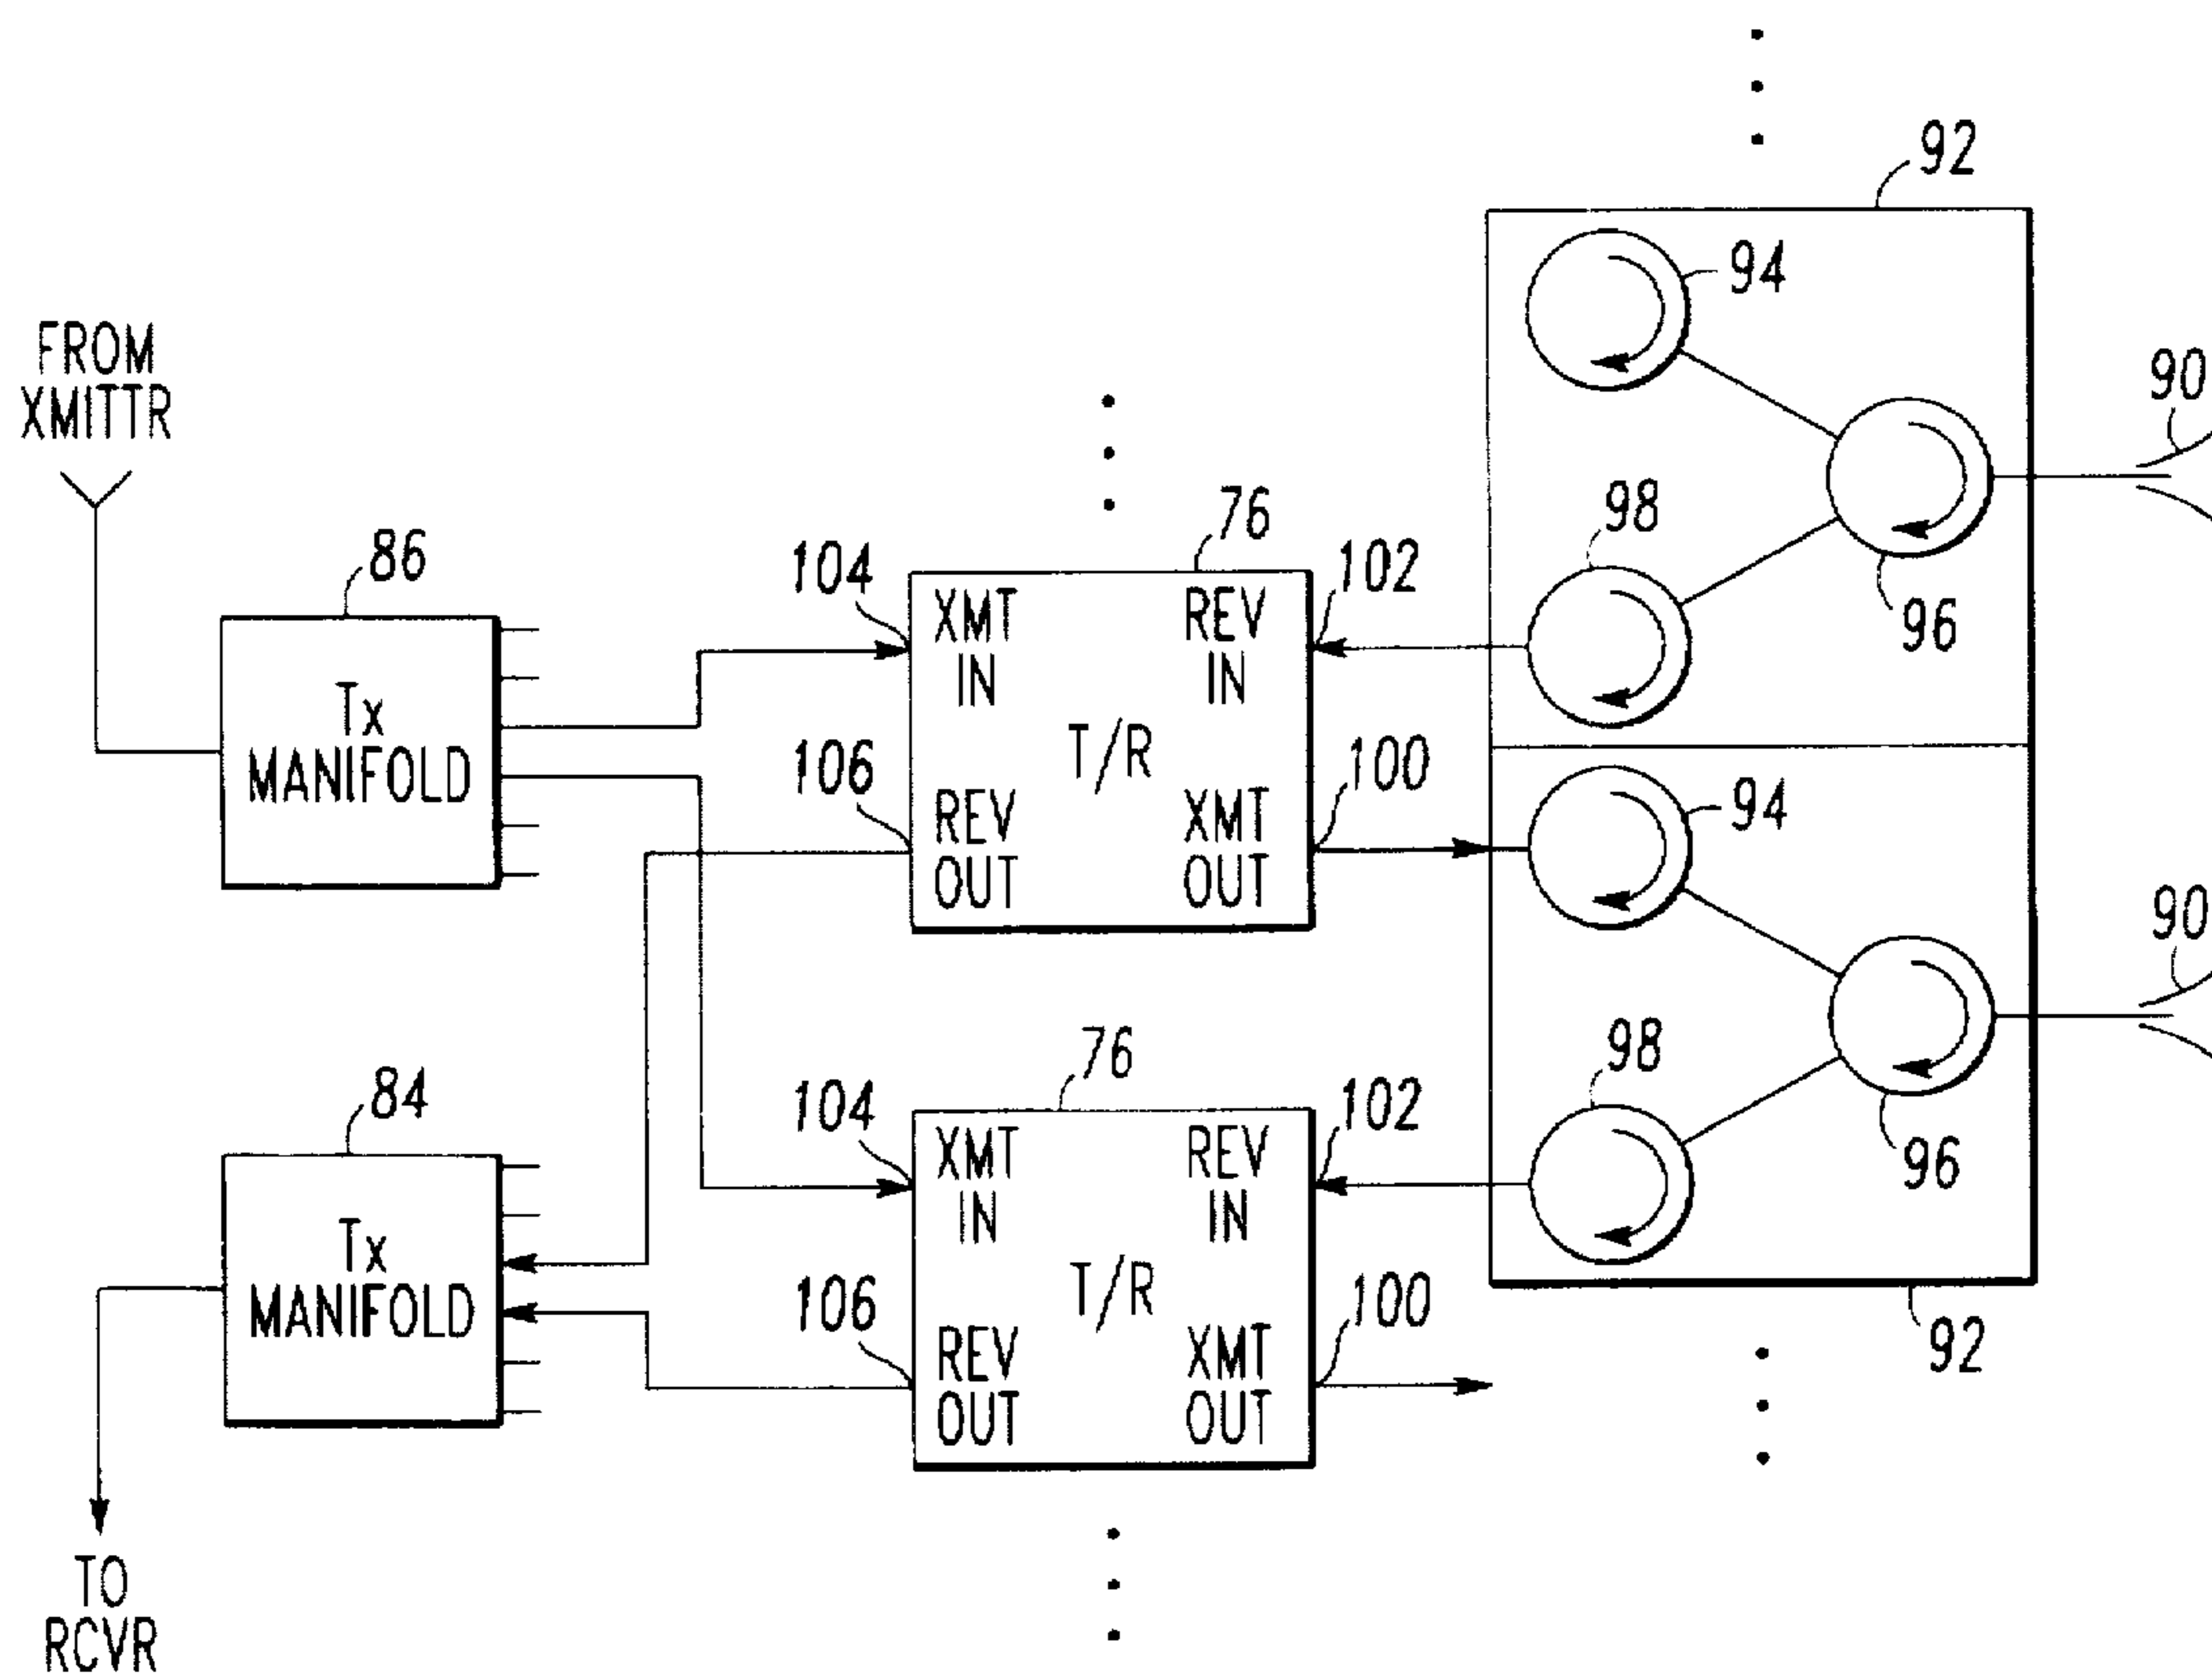 92
94
FROM
XMITTR
90
98
76
86
104
XMT
IN
REV
IN
102
96
Tx
MANIFOLD
T/R
106
REV
OUT
XMT
OUT
100
94
90
76
98
84
104
XMT
IN
REV
IN
102
96
Tx
MANIFOLD
T/R
106
REV
OUT
XMT
OUT
100
92
TO
RCVR